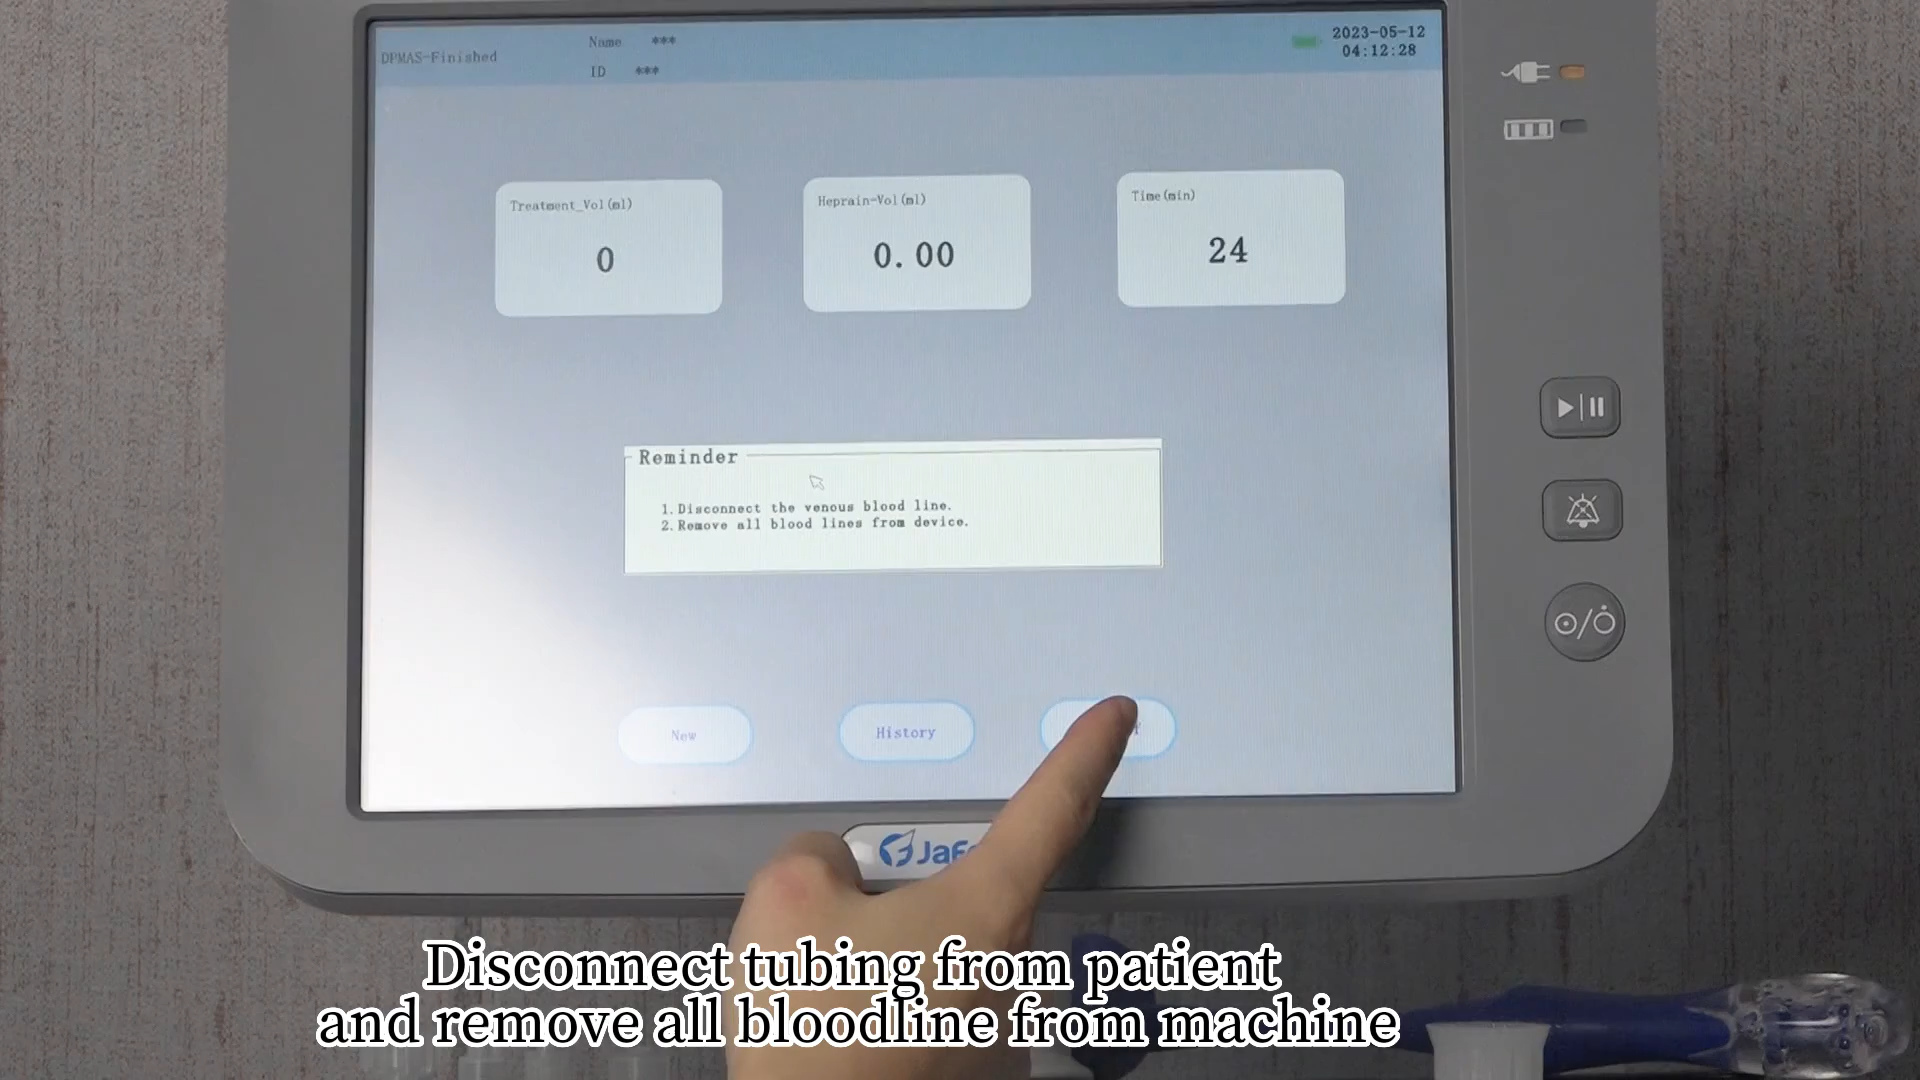 DPMAS-Finished
Name ***
ID ***
2023-05-12
04:12:28
Treatment_Vol(ml)
0
Heprain-Vol(ml)
0.00
Time(min)
24
Reminder
1.Disconnect the venous blood line.
2.Remove all blood lines from device.
New
History
Disconnect tubing from patient
and remove all bloodline from machine